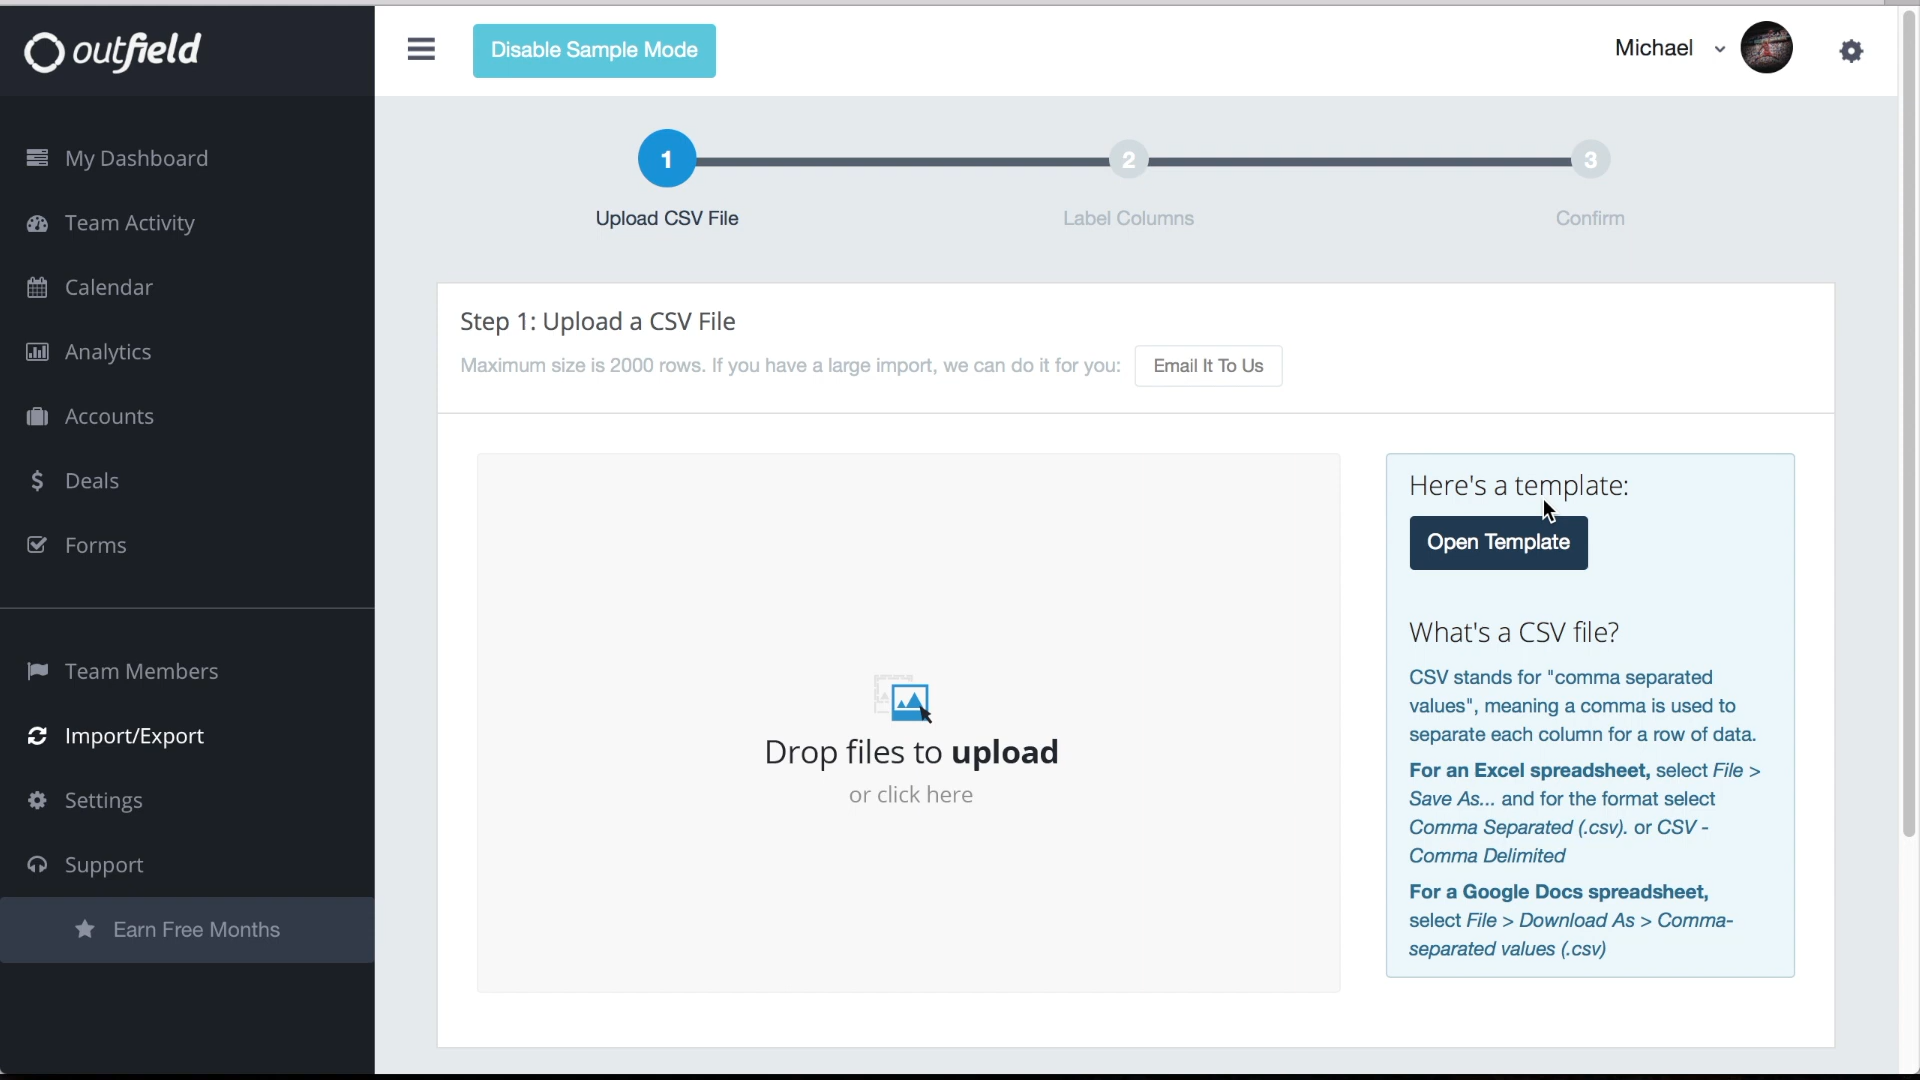 outfield
Disable Sample Mode
Michael
My Dashboard
Team Activity
Calendar
Analytics
Accounts
Deals
Forms
Team Members
Import/Export
Settings
Support
Earn Free Months
1
2
3
Upload CSV File
Label Columns
Confirm
Step 1: Upload a CSV File
Maximum size is 2000 rows. If you have a large import, we can do it for you:
Email It To Us
Drop files to upload
or click here
Here's a template:
Open Template
What's a CSV file?
CSV stands for "comma separated
values", meaning a comma is used to
separate each column for a row of data.
For an Excel spreadsheet, select File >
Save As... and for the format select
Comma Separated (.csv). or CSV -
Comma Delimited
For a Google Docs spreadsheet,
select File > Download As > Comma-
separated values (.csv)